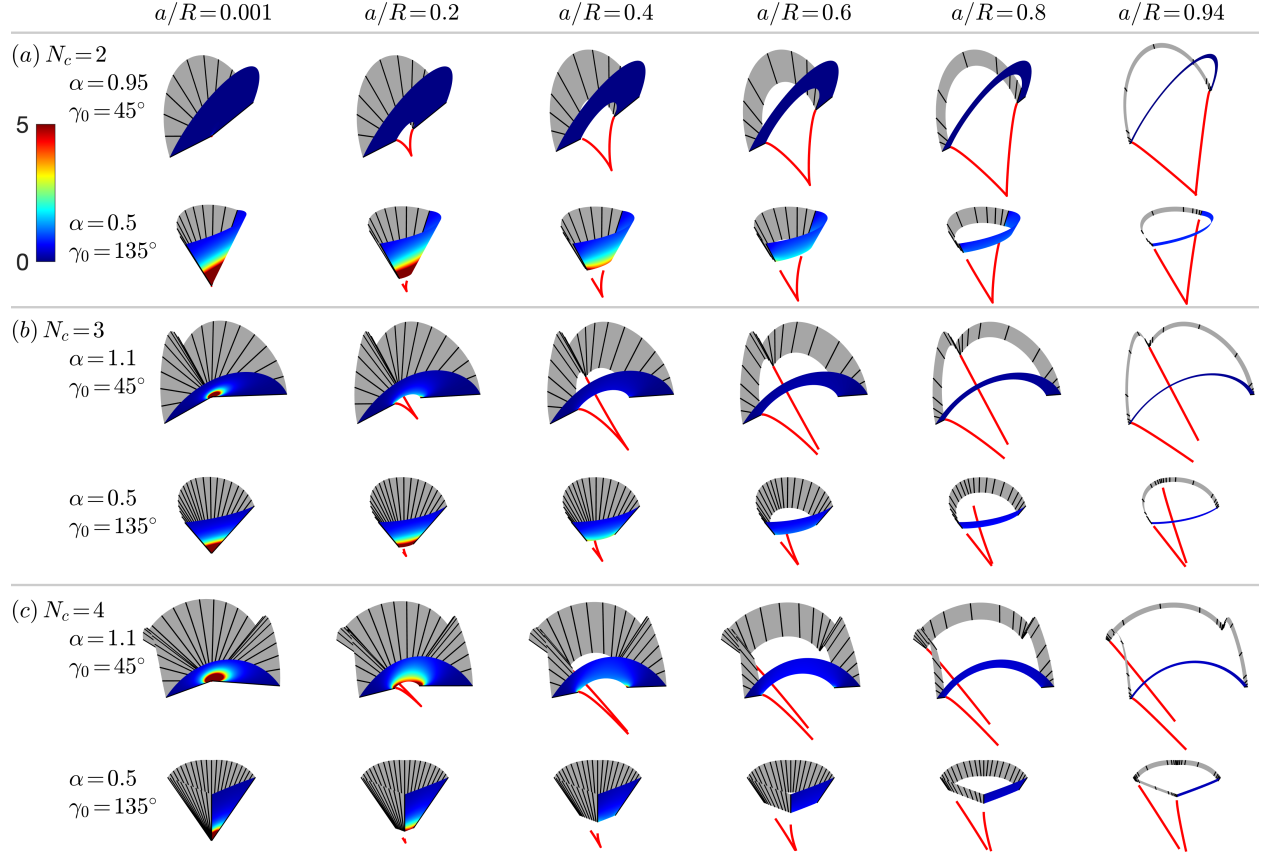 a/R=0.001 a/R=0.2 a/R=0.4 a/R=0.6 a/R=0.8 a/R=0.94
(a) N_c=2
α=0.95
γ_0=45°
5
0
α=0.5
γ_0=135°
(b) N_c=3
α=1.1
γ_0=45°
α=0.5
γ_0=135°
(c) N_c=4
α=1.1
γ_0=45°
α=0.5
γ_0=135°